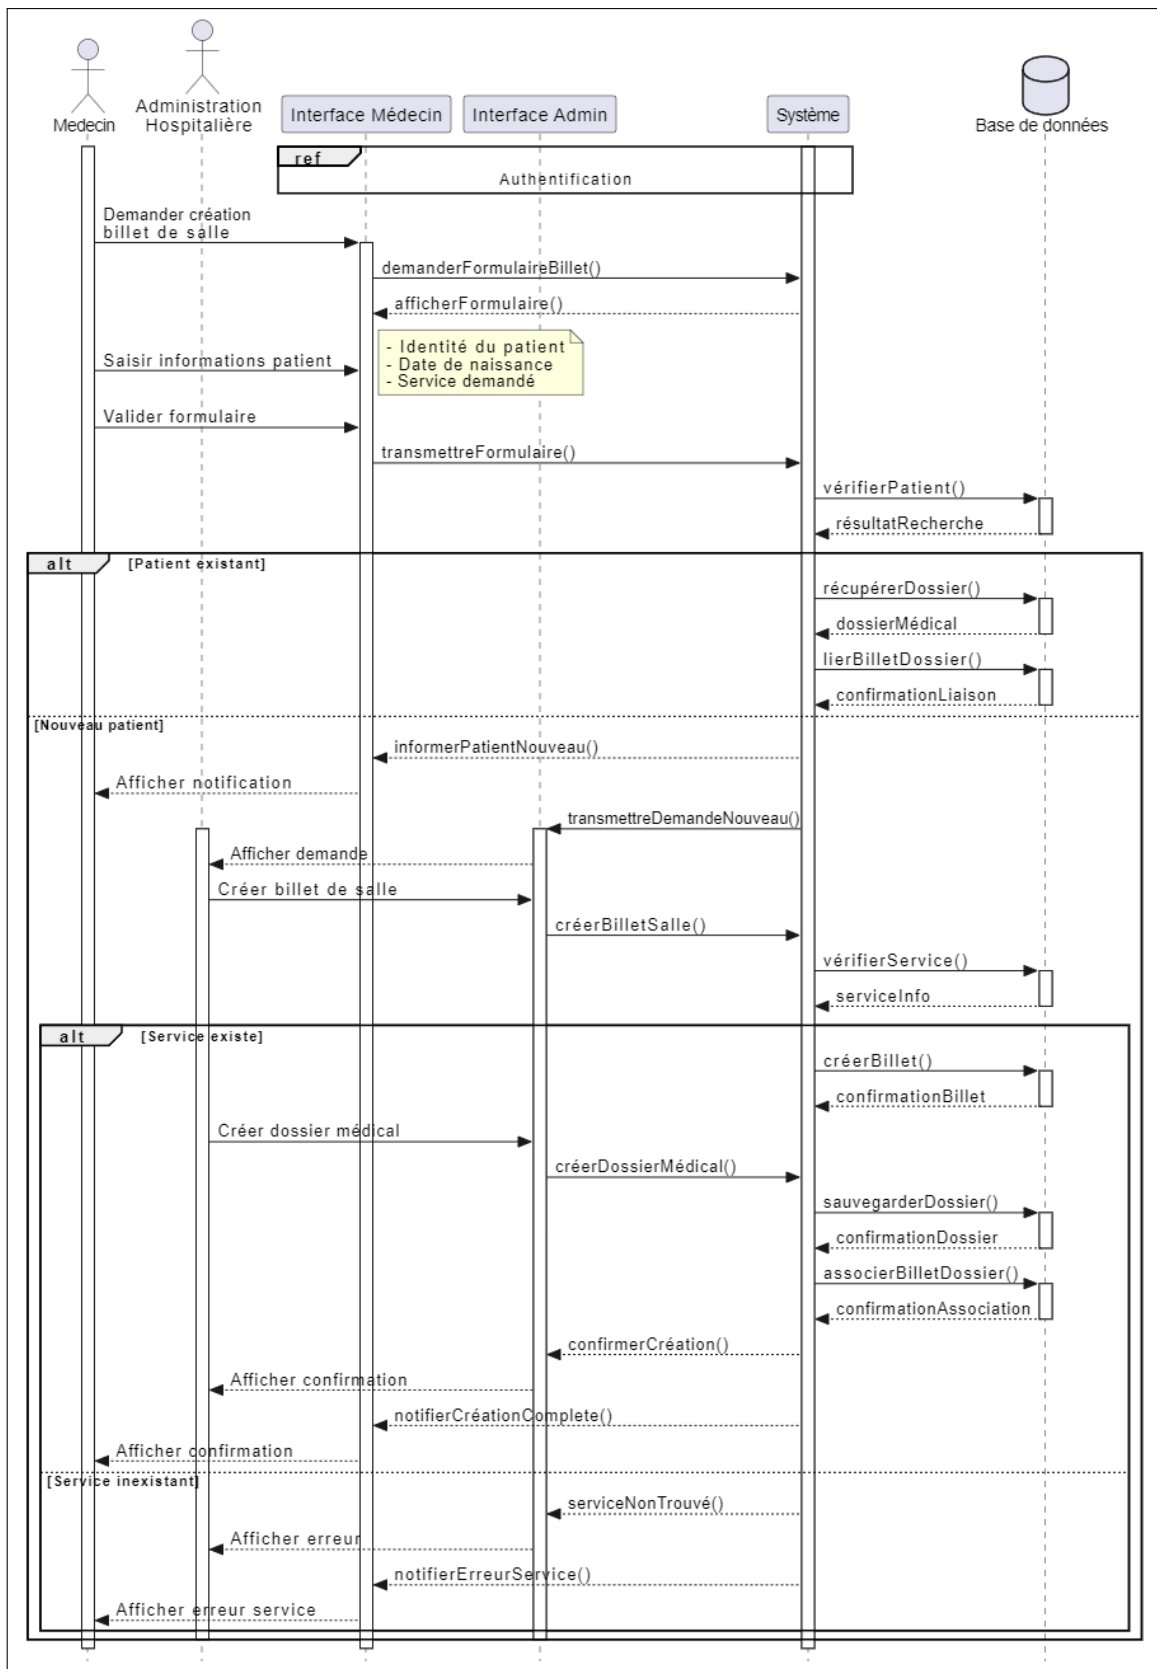 Medecin
Administration
Hospitalière
Interface Médecin
Interface Admin
Système
Base de données
ref
Authentification
Demander création
billet de salle
demanderFormulaireBillet()
afficherFormulaire()
- Identité du patient
- Date de naissance
- Service demandé
Saisir informations patient
Valider formulaire
transmettreFormulaire()
vérifierPatient()
résultatRecherche
alt
[Patient existant]
récupérerDossier()
dossierMédical
lierBilletDossier()
confirmationLiaison
[Nouveau patient]
informerPatientNouveau()
Afficher notification
transmettreDemandeNouveau()
Afficher demande
Créer billet de salle
créerBilletSalle()
vérifierService()
serviceInfo
alt
[Service existe]
créerBillet()
confirmationBillet
Créer dossier médical
créerDossierMédical()
sauvegarderDossier()
confirmationDossier
associerBilletDossier()
confirmationAssociation
confirmerCréation()
Afficher confirmation
notifierCréationComplete()
Afficher confirmation
[Service inexistant]
serviceNonTrouvé()
Afficher erreur
notifierErreurService()
Afficher erreur service